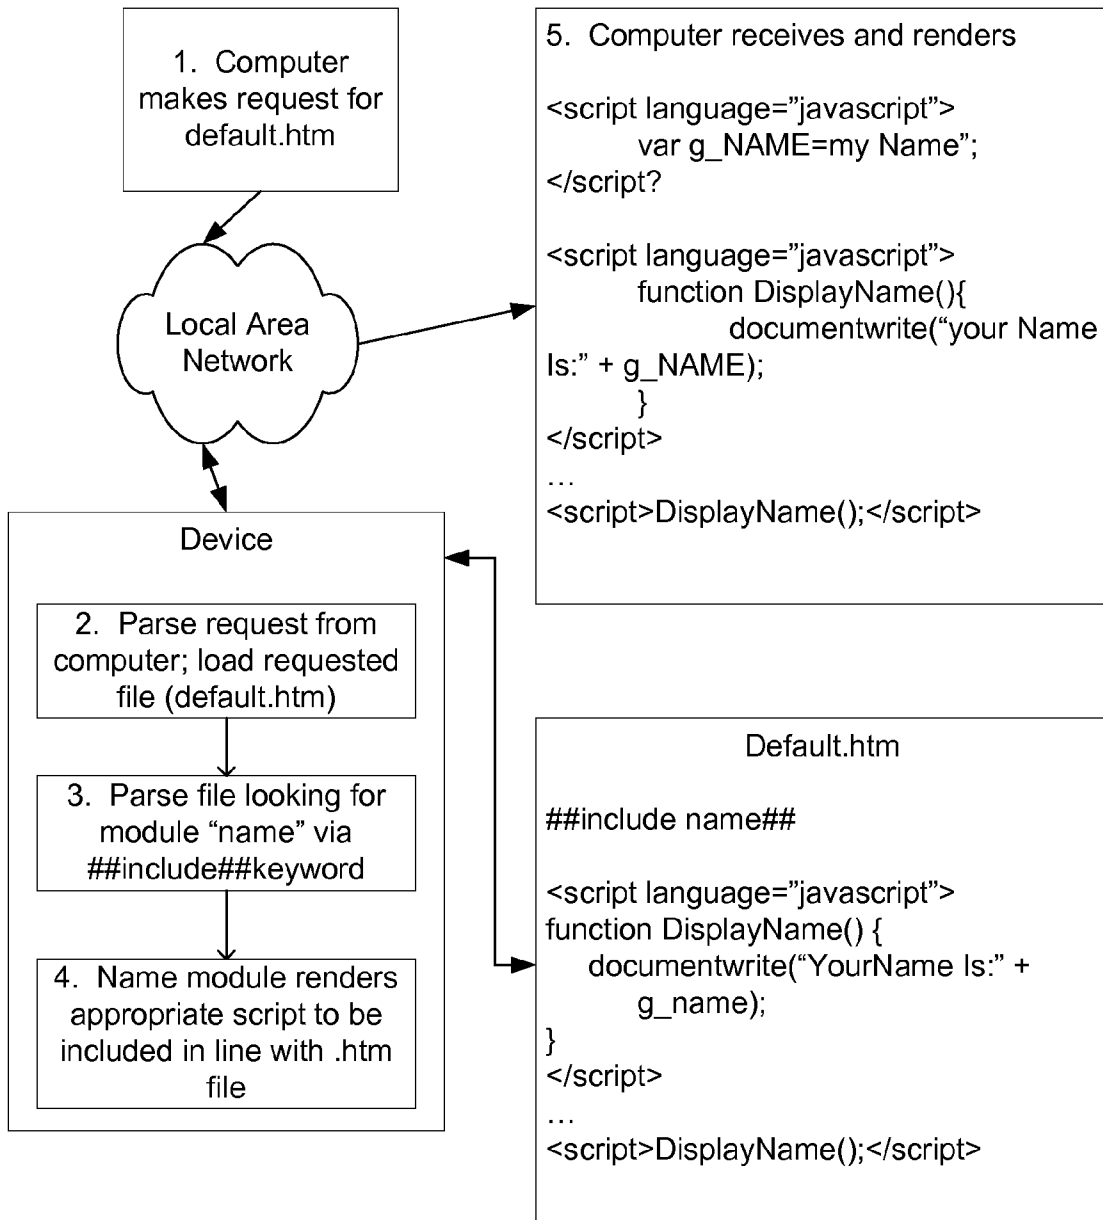 1.  Computer
makes request for
default.htm
Local Area
Network
Device
2.  Parse request from
computer; load requested
file (default.htm)
3.  Parse file looking for
module “name” via
##include##keyword
4.  Name module renders
appropriate script to be
included in line with .htm
file
5.  Computer receives and renders
<script language=”javascript”>
var g_NAME=my Name”;
</script?
<script language=”javascript”>
function DisplayName(){
documentwrite(“your Name
Is:” + g_NAME);
}
</script>
…
<script>DisplayName();</script>
Default.htm
##include name##
<script language=”javascript”>
function DisplayName() {
documentwrite(“YourName Is:” +
g_name);
}
</script>
…
<script>DisplayName();</script>